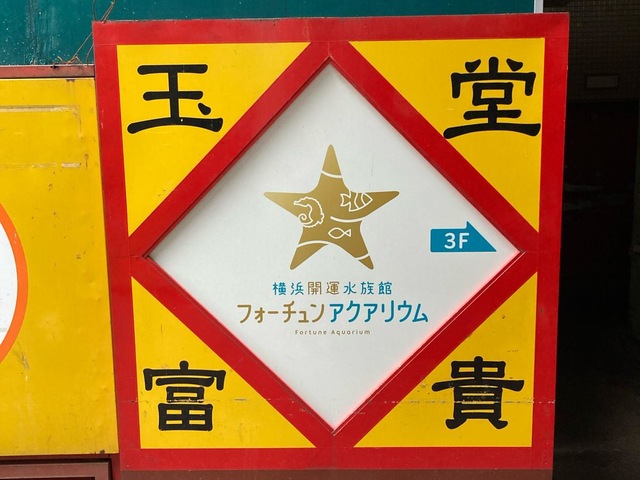 玉 堂
3F
横浜開運水族館
フォーチュンアクアリウム
Fortune Aquarium
富 貴